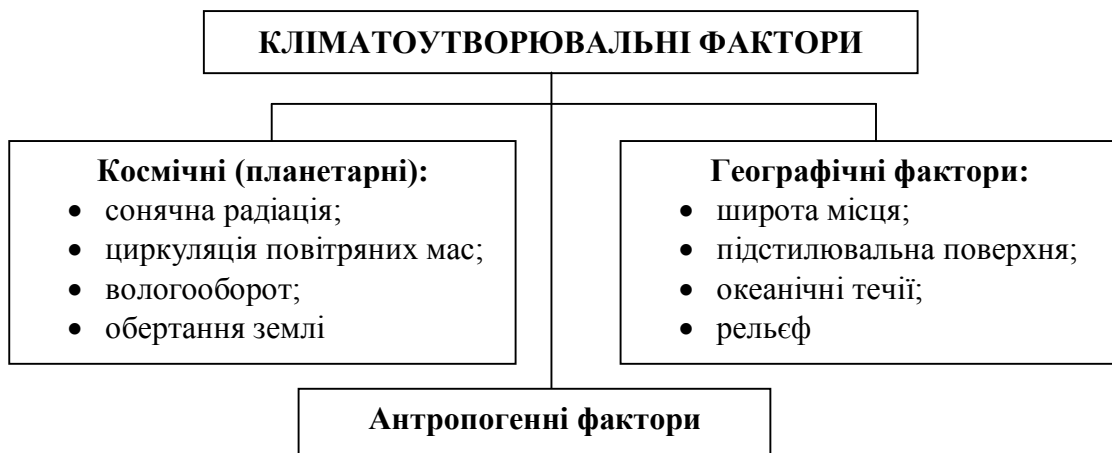 КЛІМАТОУТВОРЮВАЛЬНІ ФАКТОРИ
Космічні (планетарні):
• сонячна радіація;
• циркуляція повітряних мас;
• вологооборот;
• обертання землі
Географічні фактори:
• широта місця;
• підстилювальна поверхня;
• океанічні течії;
• рельєф
Антропогенні фактори